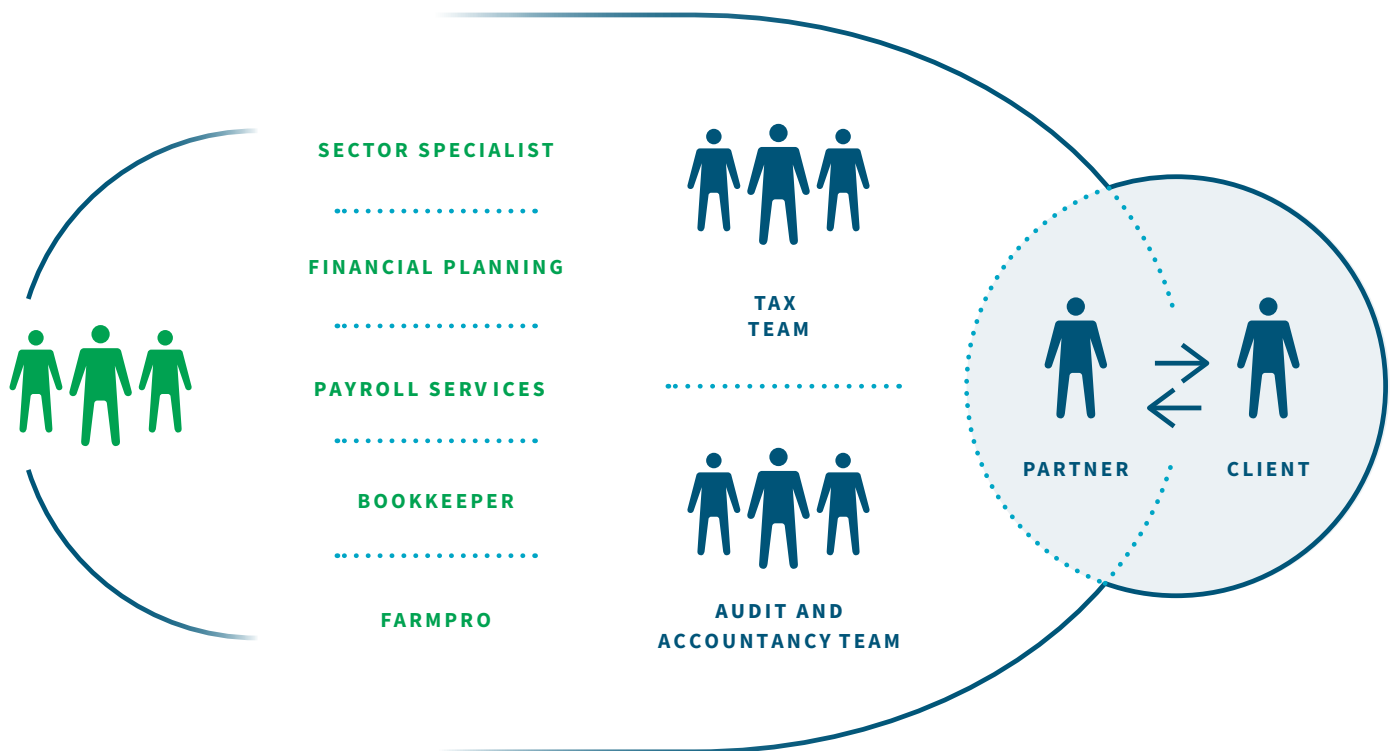 SECTOR SPECIALIST
FINANCIAL PLANNING
PAYROLL SERVICES
BOOKKEEPER
FARMPRO
TAX
TEAM
AUDIT AND
ACCOUNTANCY TEAM
PARTNER
CLIENT